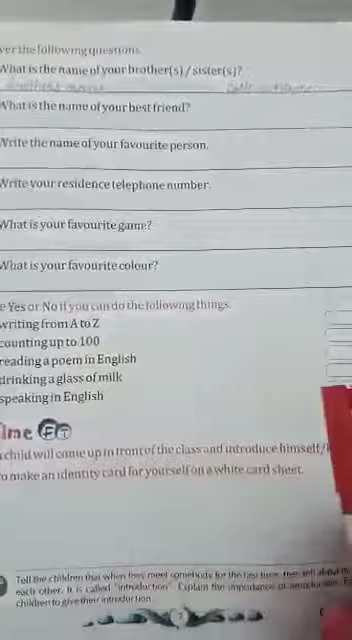 ver the following questions.
What is the name of your brother(s) / sister(s)?
What is the name of your best friend?
Write the name of your favourite person.
Write your residence telephone number.
What is your favourite game?
What is your favourite colour?
e Yes or No if you can do the following things.
writing from A to Z
counting up to 100
reading a poem in English
drinking a glass of milk
speaking in English
ime
child will come up in front of the class and introduce himself/
o make an identity card for yourself on a white card sheet.
Tell the children that when they meet somebody for the first time, they tell about
each other. It is called "introduction". Explain the importance of introduction.
children to give their introduction.